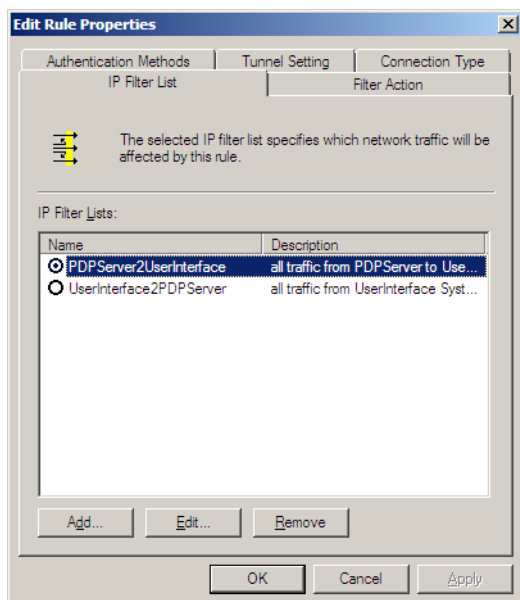 Edit Rule Properties
Authentication Methods Tunnel Setting Connection Type
IP Filter List Filter Action
The selected IP filter list specifies which network traffic will be
affected by this rule.
IP Filter Lists:
Name Description
PDPServer2UserInterface all traffic from PDPServer to Use...
UserInterface2PDPServer all traffic from UserInterface Syst...
Add... Edit... Remove
OK Cancel Apply